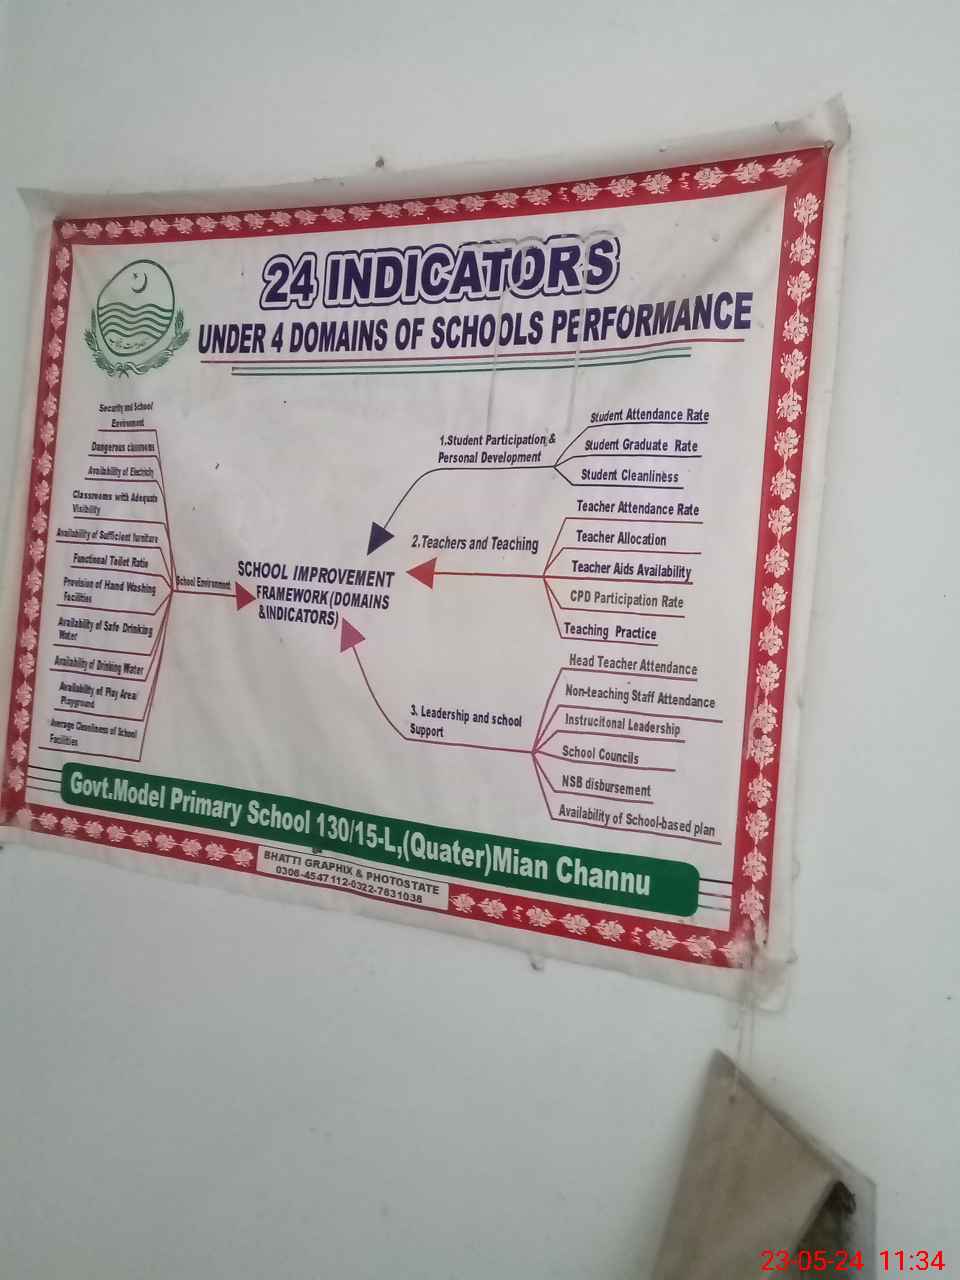 24 INDICATORS
UNDER 4 DOMAINS OF SCHOOLS PERFORMANCE
Security and School
Enviroment
Dangerous classrooms
Availability of Electricity
Classrooms with Adequate
Visibility
Availability of Sufficient furniture
Functional Toilet Ratio
Provision of Hand Washing
Facilities
Availability of Safe Drinking
Water
Availability of Drinking Water
Availability of Play Area/
Playground
Average Cleanliness of School
Facilities
School Environment
SCHOOL IMPROVEMENT
FRAMEWORK (DOMAINS
&INDICATORS)
1.Student Participation &
Personal Development
Student Attendance Rate
Student Graduate Rate
Student Cleanliness
2.Teachers and Teaching
Teacher Attendance Rate
Teacher Allocation
Teacher Aids Availability
CPD Participation Rate
Teaching Practice
3. Leadership and school
Support
Head Teacher Attendance
Non-teaching Staff Attendance
Instrucitonal Leadership
School Councils
NSB disbursement
Availability of School-based plan
Govt.Model Primary School 130/15-L,(Quater)Mian Channu
BHATTI GRAPHIX & PHOTOSTATE
0306-4547112-0322-7631038
23-05-24 11:34